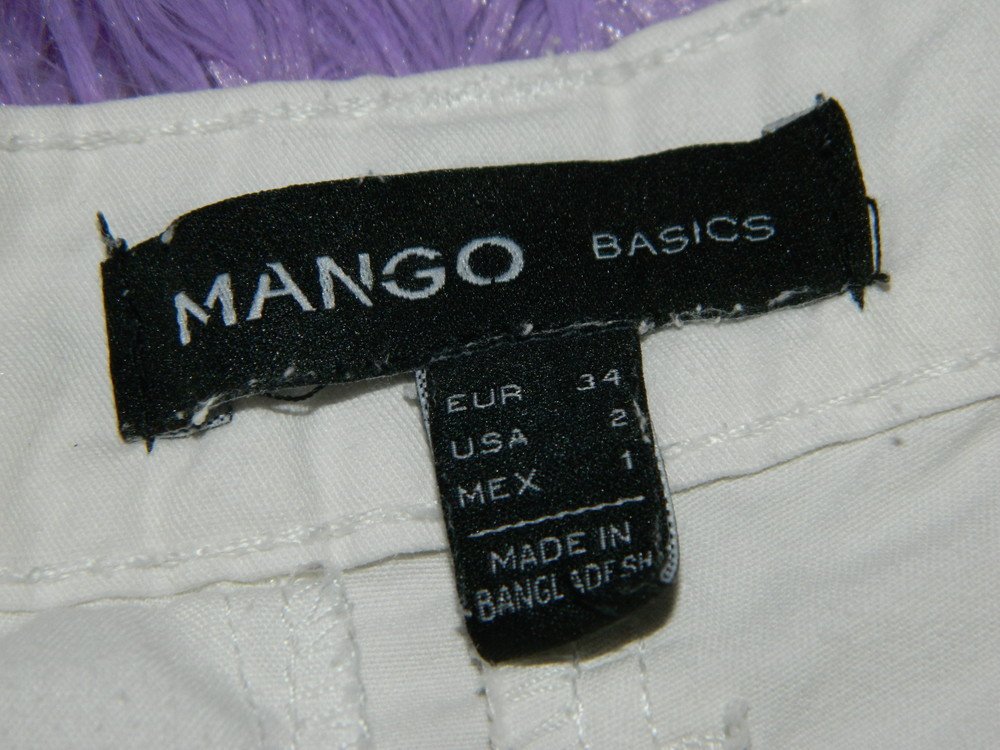 MANGO BASICS
EUR 34
USA 2
MEX 1
MADE IN
BANGLADESH